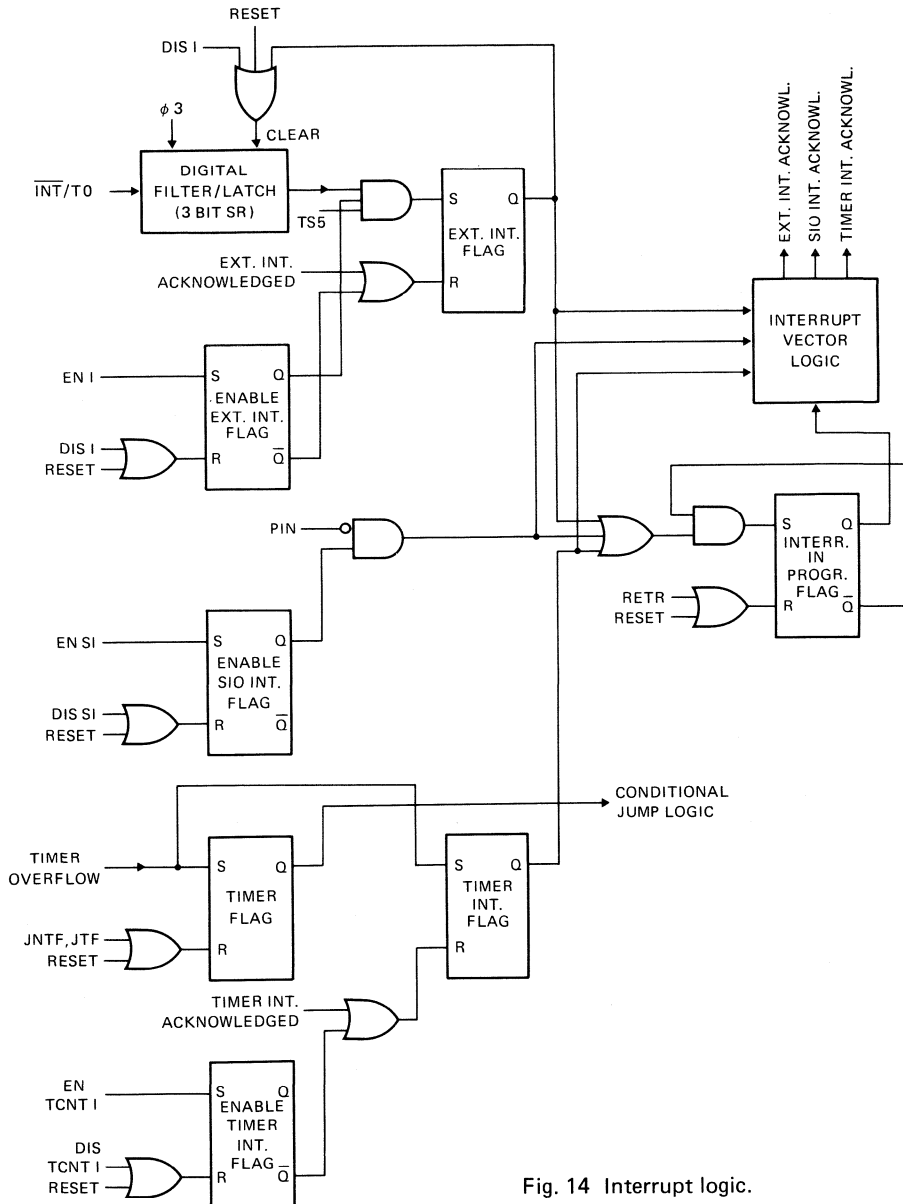 RESET
DIS I
φ 3
CLEAR
INT/T0
DIGITAL
FILTER/LATCH
(3 BIT SR)
TS5
S
Q
EXT. INT.
FLAG
R
EXT. INT.
ACKNOWLEDGED
EN I
S
Q
ENABLE
EXT. INT.
FLAG
R
Q
DIS I
RESET
EXT. INT. ACKNOWL.
SIO INT. ACKNOWL.
TIMER INT. ACKNOWL.
INTERRUPT
VECTOR
LOGIC
PIN
S
Q
INTERR.
IN
PROGR.
FLAG
R
Q
RETR
RESET
EN SI
S
Q
ENABLE
SIO INT.
FLAG
R
Q
DIS SI
RESET
CONDITIONAL
JUMP LOGIC
TIMER
OVERFLOW
S
Q
TIMER
FLAG
R
JNTF, JTF
RESET
S
Q
TIMER
INT.
FLAG
R
TIMER INT.
ACKNOWLEDGED
EN
TCNT I
S
Q
ENABLE
TIMER
INT.
FLAG
R
Q
DIS
TCNT I
RESET
Fig. 14 Interrupt logic.